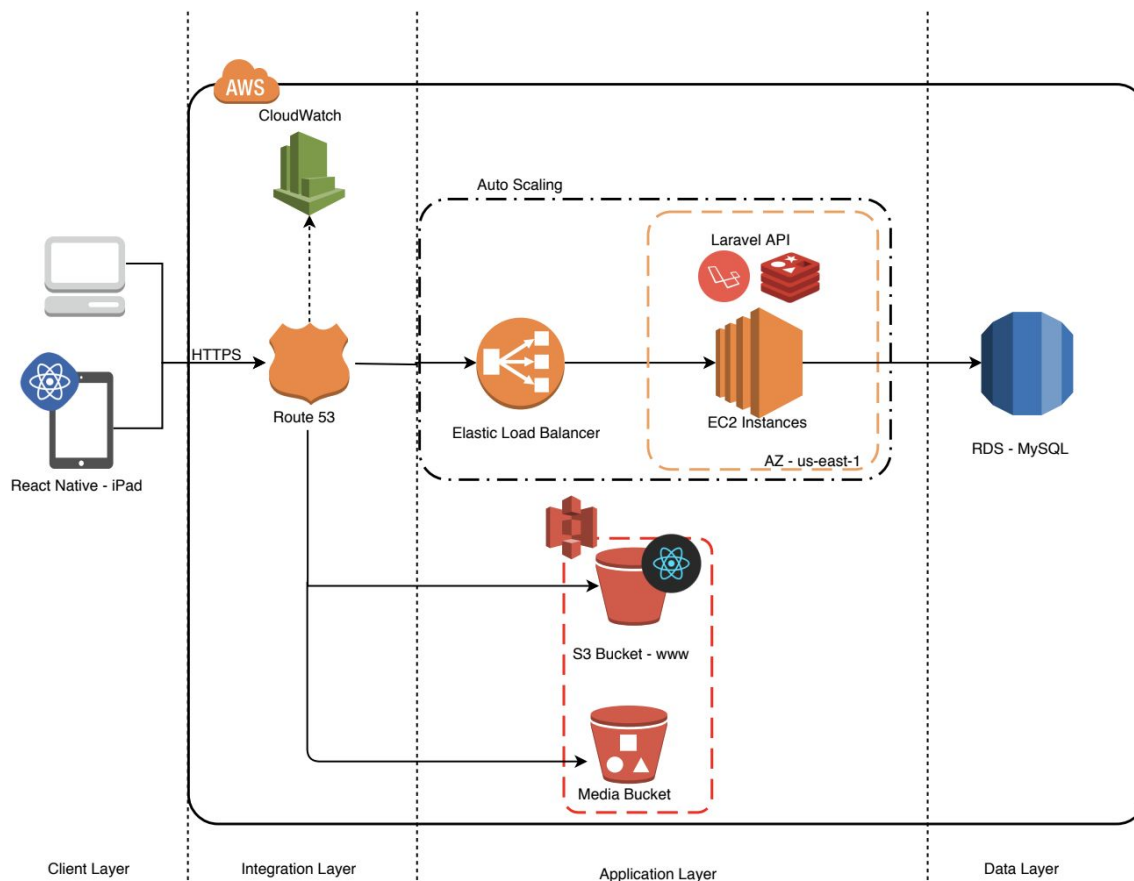 AWS
CloudWatch
Auto Scaling
Laravel API
HTTPS
Route 53
Elastic Load Balancer
EC2 Instances
AZ - us-east-1
RDS - MySQL
React Native - iPad
S3 Bucket - www
Media Bucket
Client Layer
Integration Layer
Application Layer
Data Layer